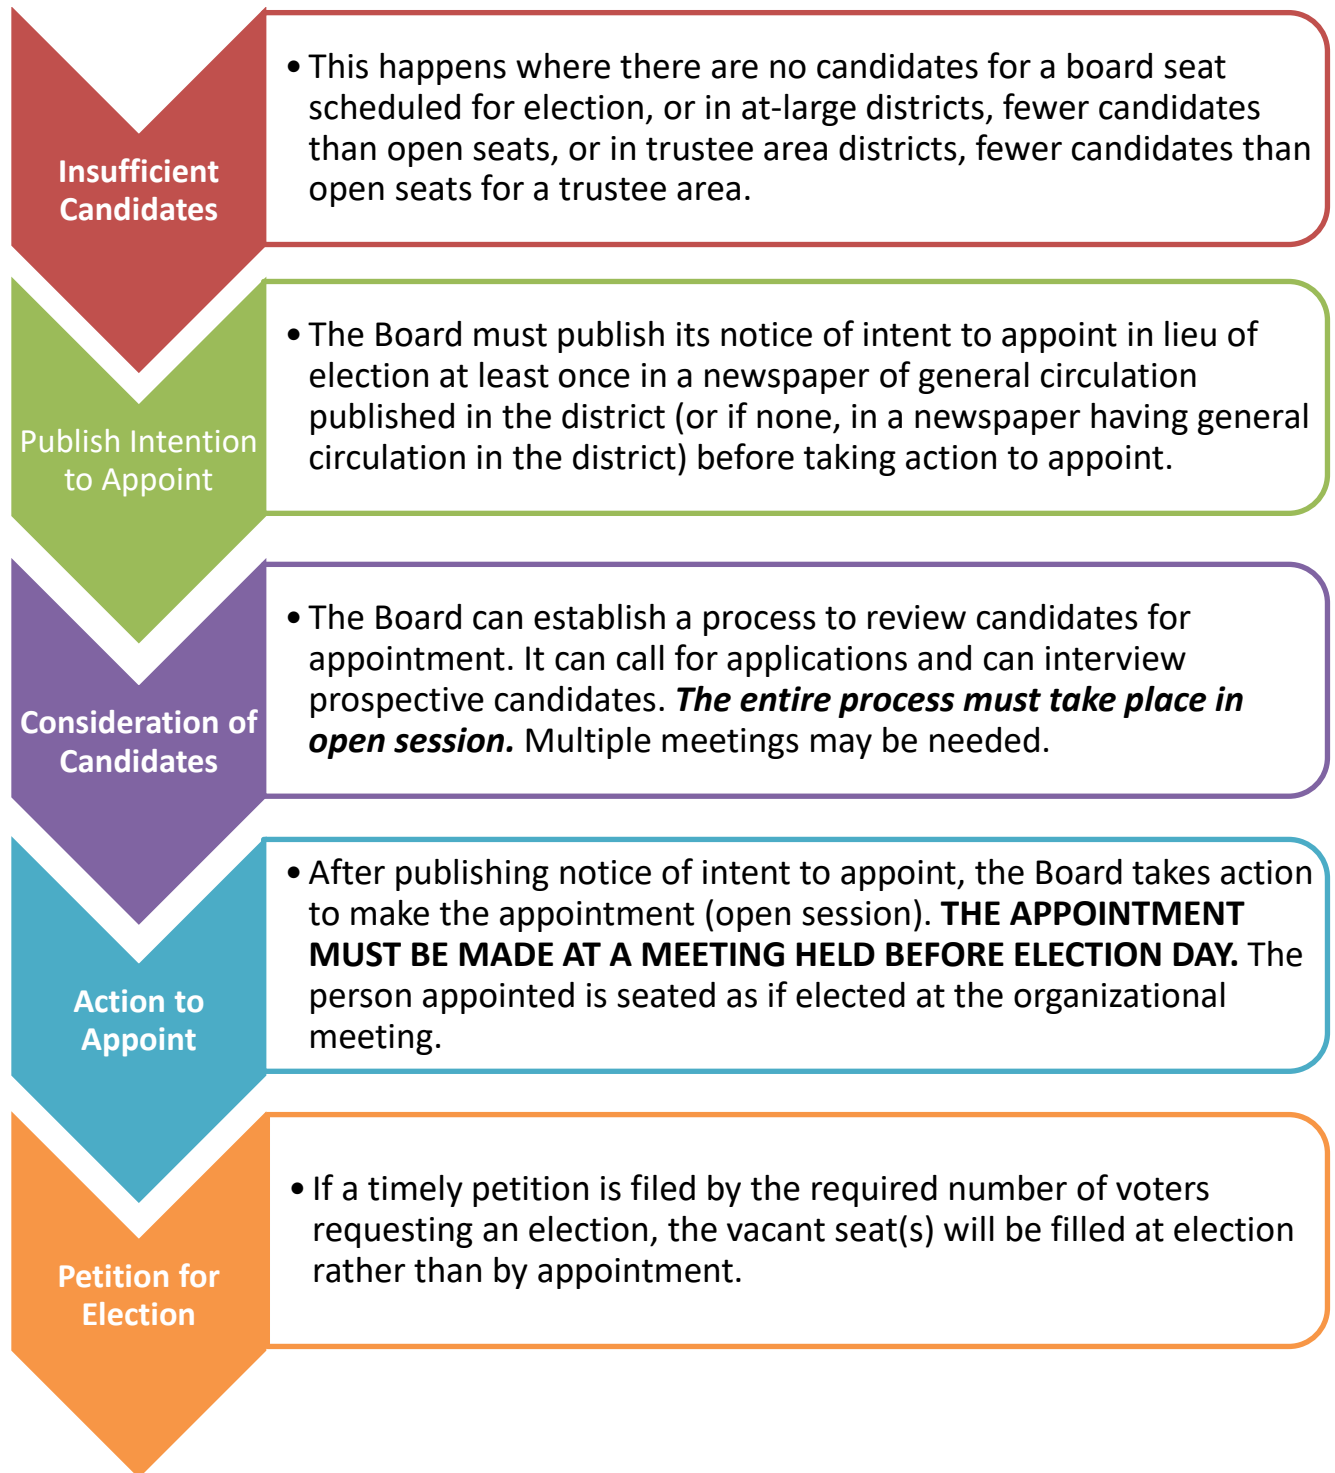 Insufficient
Candidates
• This happens where there are no candidates for a board seat
scheduled for election, or in at-large districts, fewer candidates
than open seats, or in trustee area districts, fewer candidates than
open seats for a trustee area.
Publish Intention
to Appoint
• The Board must publish its notice of intent to appoint in lieu of
election at least once in a newspaper of general circulation
published in the district (or if none, in a newspaper having general
circulation in the district) before taking action to appoint.
Consideration of
Candidates
• The Board can establish a process to review candidates for
appointment. It can call for applications and can interview
prospective candidates. The entire process must take place in
open session. Multiple meetings may be needed.
Action to
Appoint
• After publishing notice of intent to appoint, the Board takes action
to make the appointment (open session). THE APPOINTMENT
MUST BE MADE AT A MEETING HELD BEFORE ELECTION DAY. The
person appointed is seated as if elected at the organizational
meeting.
Petition for
Election
• If a timely petition is filed by the required number of voters
requesting an election, the vacant seat(s) will be filled at election
rather than by appointment.